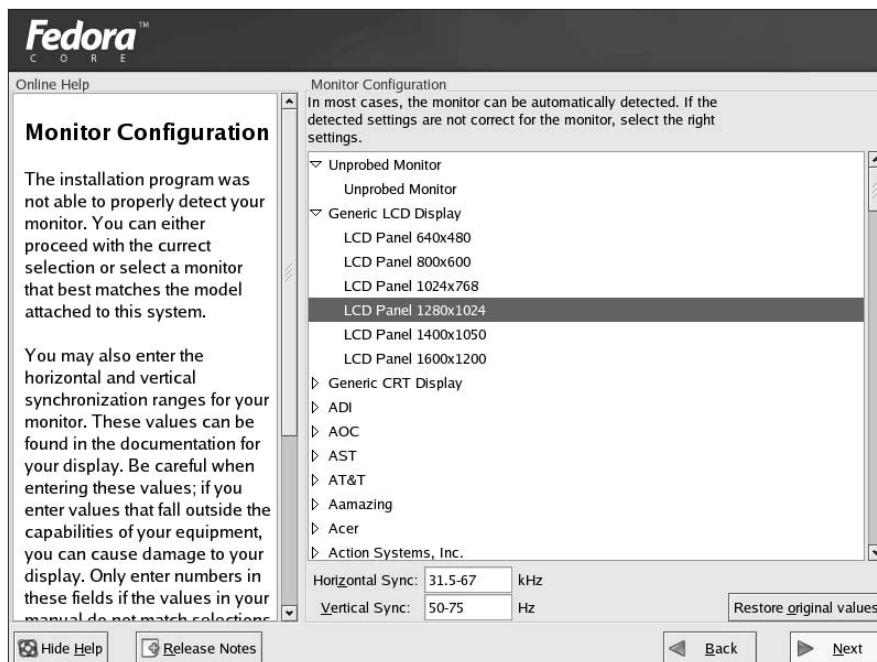 Fedora™
CORE
Online Help
Monitor Configuration
The installation program was
not able to properly detect your
monitor. You can either
proceed with the currect
selection or select a monitor
that best matches the model
attached to this system.
You may also enter the
horizontal and vertical
synchronization ranges for your
monitor. These values can be
found in the documentation for
your display. Be careful when
entering these values; if you
enter values that fall outside the
capabilities of your equipment,
you can cause damage to your
display. Only enter numbers in
these fields if the values in your
manual do not match selections
Monitor Configuration
In most cases, the monitor can be automatically detected. If the
detected settings are not correct for the monitor, select the right
settings.
Unprobed Monitor
Unprobed Monitor
Generic LCD Display
LCD Panel 640x480
LCD Panel 800x600
LCD Panel 1024x768
LCD Panel 1280x1024
LCD Panel 1400x1050
LCD Panel 1600x1200
Generic CRT Display
ADI
AOC
AST
AT&T
Aamazing
Acer
Action Systems, Inc.
Horizontal Sync: 31.5-67 kHz
Vertical Sync: 50-75 Hz
Restore original values
Hide Help
Release Notes
Back
Next